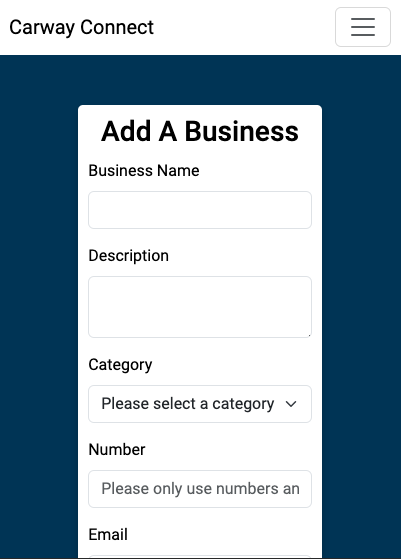 Carway Connect
Add A Business
Business Name
Description
Category
Please select a category
Number
Please only use numbers an
Email